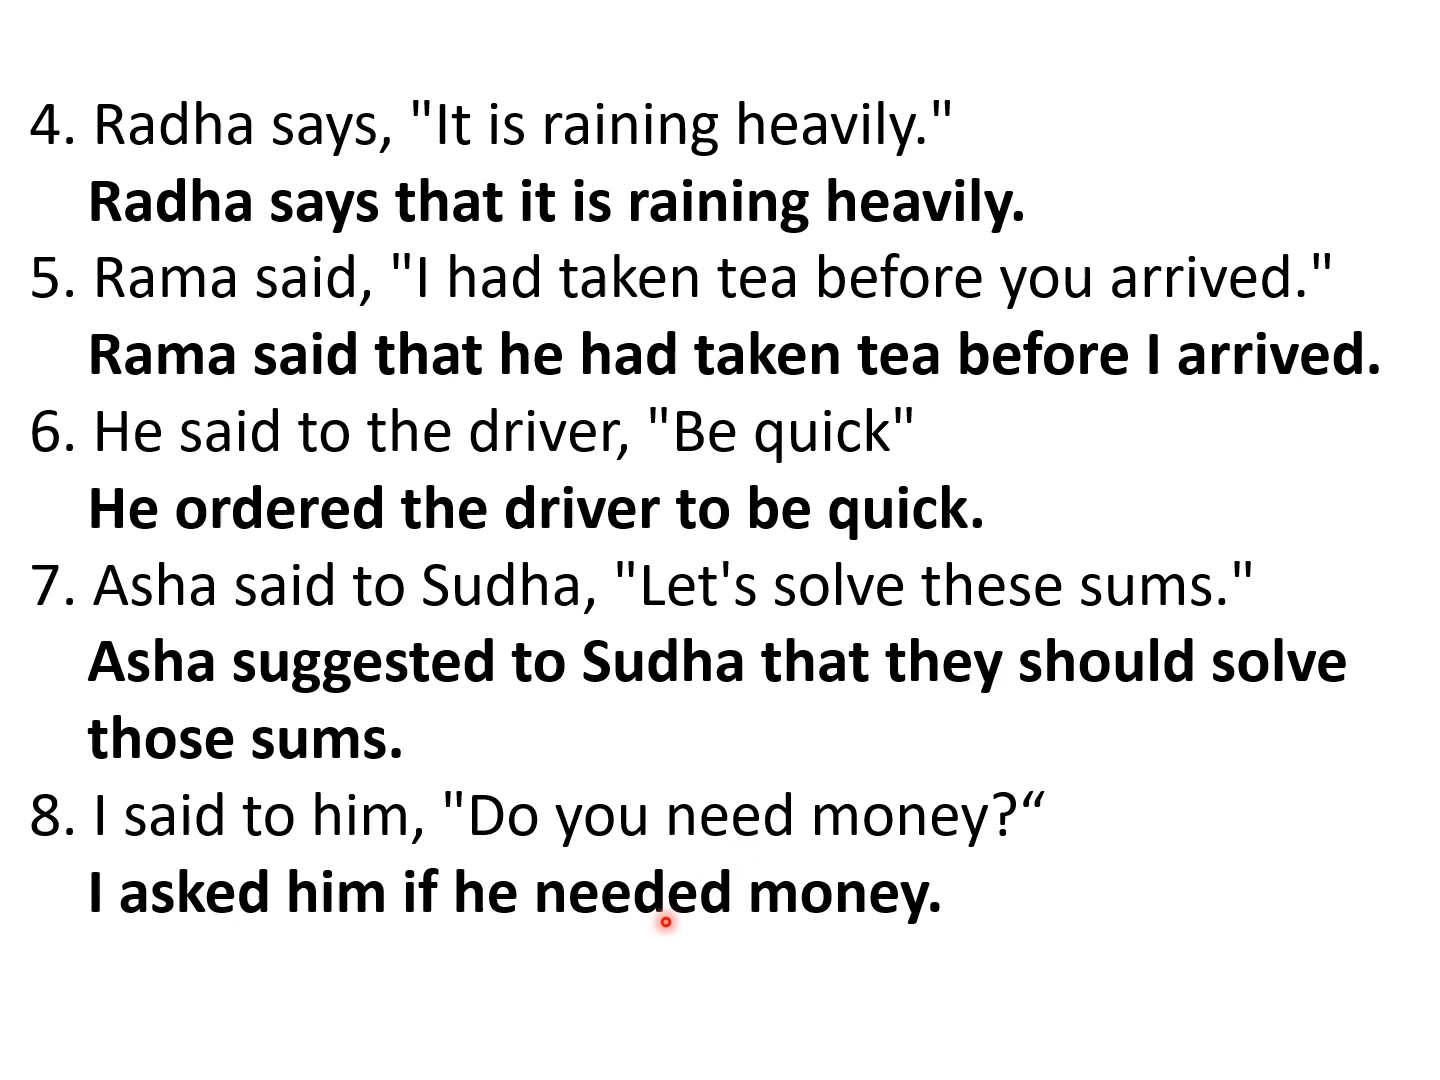 4. Radha says, "It is raining heavily."
Radha says that it is raining heavily.
5. Rama said, "I had taken tea before you arrived."
Rama said that he had taken tea before I arrived.
6. He said to the driver, "Be quick"
He ordered the driver to be quick.
7. Asha said to Sudha, "Let's solve these sums."
Asha suggested to Sudha that they should solve
those sums.
8. I said to him, "Do you need money?“
I asked him if he needed money.